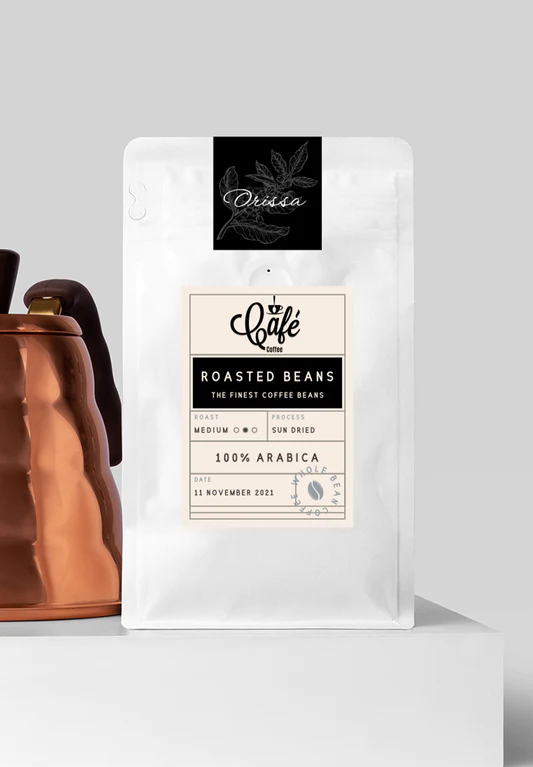 Orissa
Café
Coffee
ROASTED BEANS
THE FINEST COFFEE BEANS
ROAST
MEDIUM
PROCESS
SUN DRIED
100% ARABICA
DATE
11 NOVEMBER 2021
WHOLE BEAN COFFEE